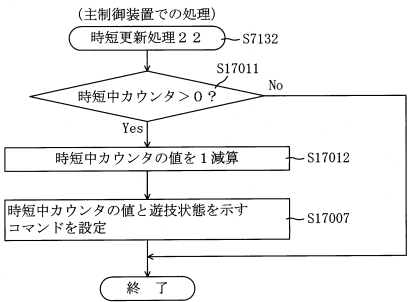 (主制御装置での処理)
時短更新処理22
S7132
S17011
時短中カウンタ>0?
No
Yes
時短中カウンタの値を1減算
S17012
時短中カウンタの値と遊技状態を示す
コマンドを設定
S17007
終 了